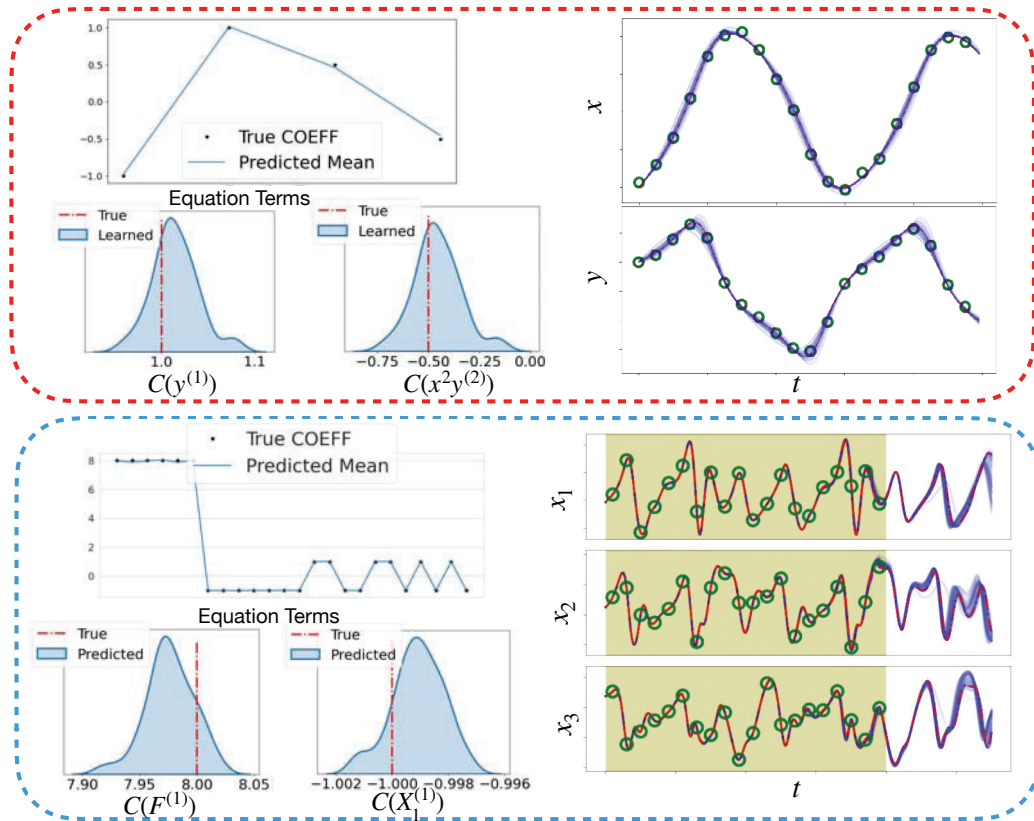 1.0
0.5
0.0
−0.5
−1.0
True COEFF
Predicted Mean
Equation Terms
True
Learned
1.0
1.1
C(y^(1))
True
Learned
−0.75
−0.50
−0.25
0.00
C(x²y^(2))
x
y
t
8
6
4
2
0
True COEFF
Predicted Mean
Equation Terms
True
Predicted
7.90
7.95
8.00
8.05
C(F^(1))
True
Predicted
−1.002
−1.000
−0.998
−0.996
C(X₁^(1))
x₁
x₂
x₃
t